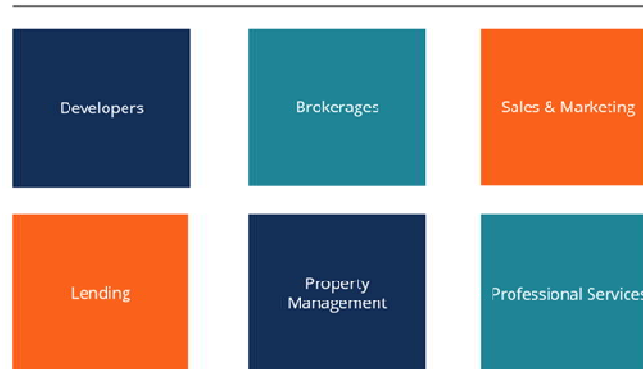 Developers
Brokerages
Sales & Marketing
Lending
Property
Management
Professional Services